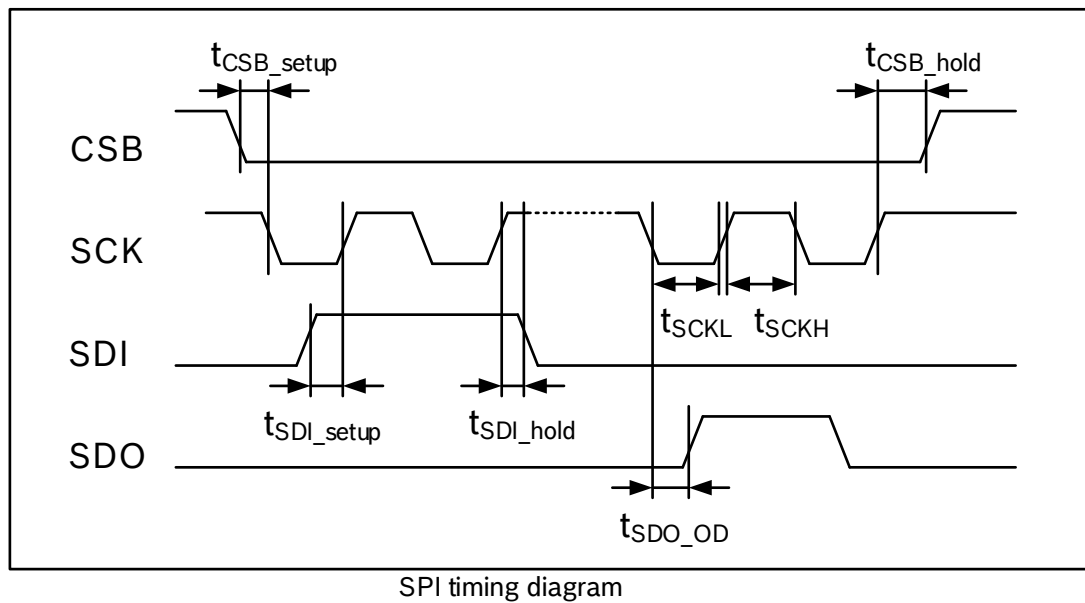 tCSB_setup
tCSB_hold
CSB
SCK
tSCKL
tSCKH
SDI
tSDI_setup
tSDI_hold
SDO
tSDO_OD
SPI timing diagram